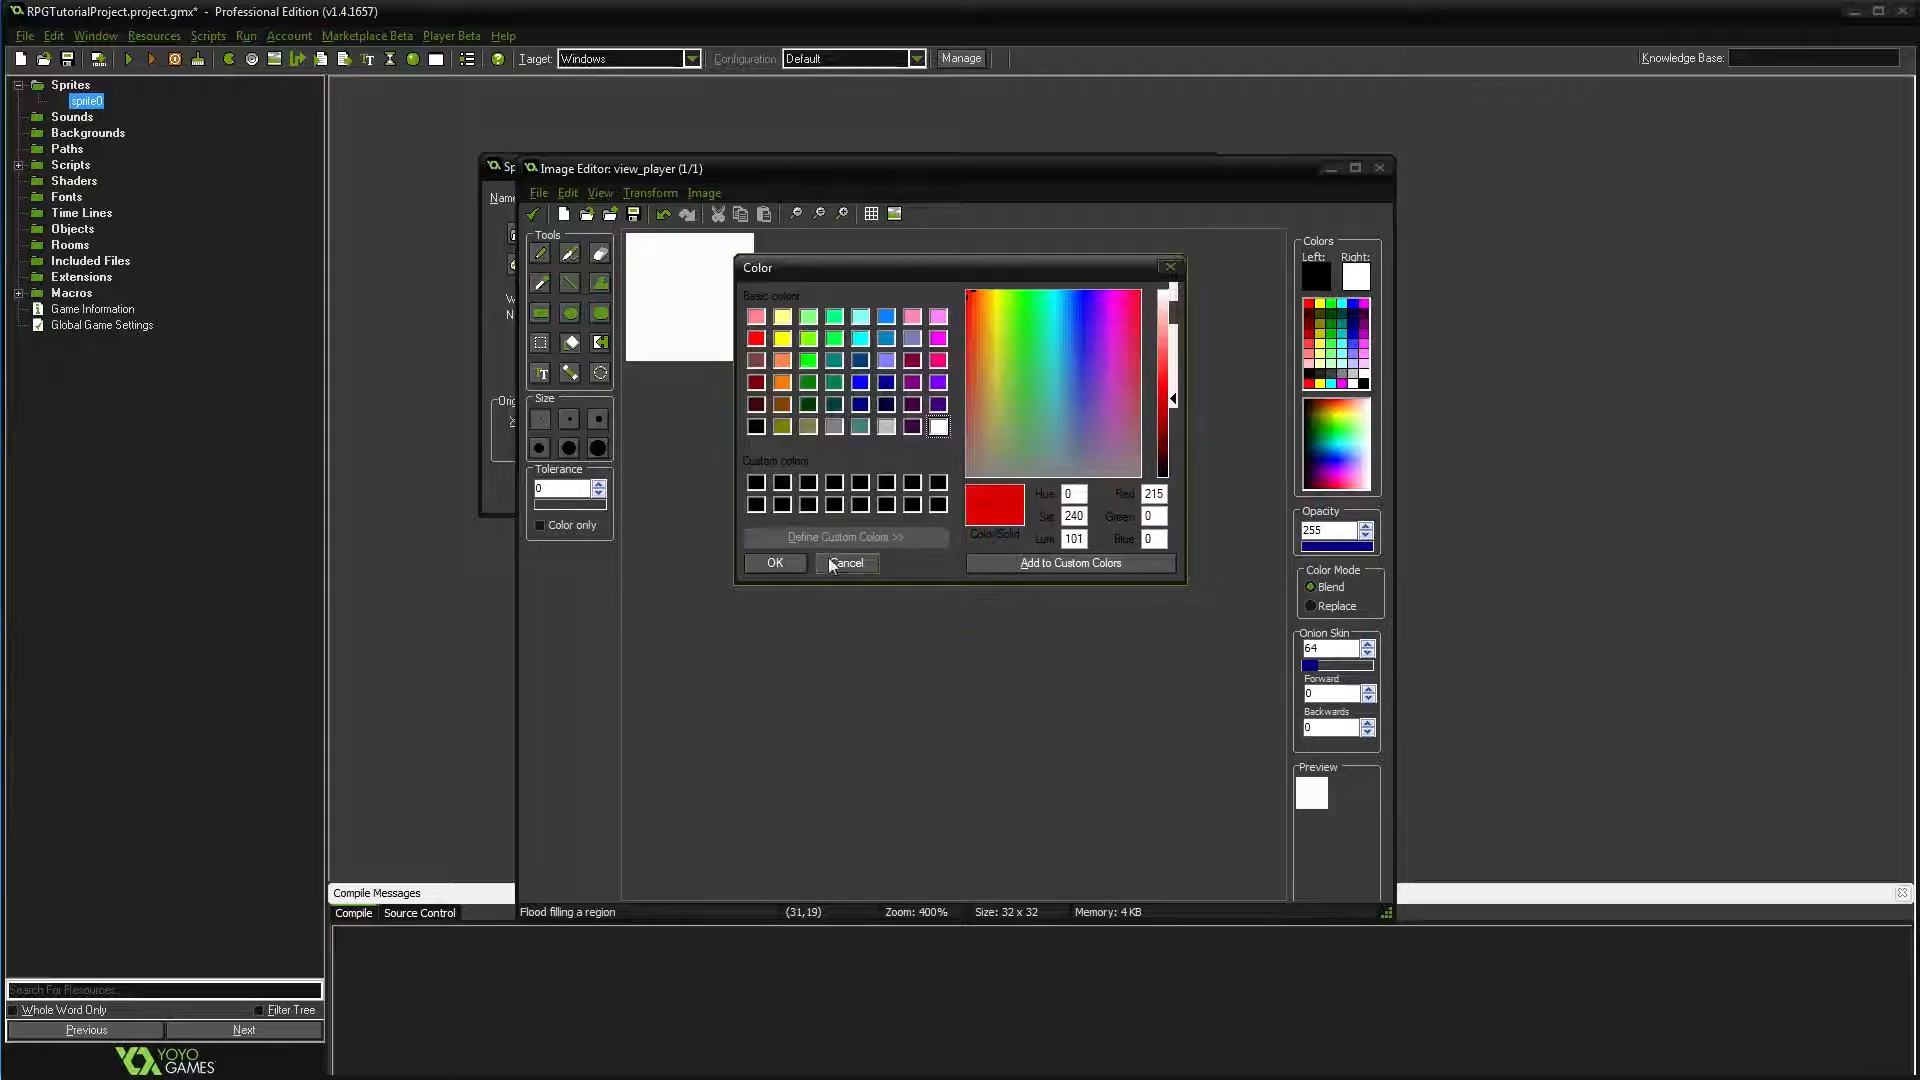 RPGTutorialProject.project.gmx* - Professional Edition (v1.4.1657)
File Edit Window Resources Scripts Run Account Marketplace Beta Player Beta Help
Target: Windows Configuration Default Manage Knowledge Base:
Sprites
sprite0
Sounds
Backgrounds
Paths
Scripts
Shaders
Fonts
Time Lines
Objects
Rooms
Included Files
Extensions
Macros
Game Information
Global Game Settings
Search For Resources...
Whole Word Only Filter Tree
Previous Next
YOYO
GAMES
Sp
Name
W
N
Orig
X
Image Editor: view_player (1/1)
File Edit View Transform Image
Tools
Size
Tolerance
0
Color only
Color
Basic colors
Custom colors
Define Custom Colors >>
OK Cancel
Hue 0 Red 215
Sat 240 Green 0
Color|Solid Lum 101 Blue 0
Add to Custom Colors
Colors
Left: Right:
Opacity
255
Color Mode
Blend
Replace
Onion Skin
64
Forward
0
Backwards
0
Preview
Flood filling a region (31,19) Zoom: 400% Size: 32 x 32 Memory: 4 KB
Compile Messages
Compile Source Control